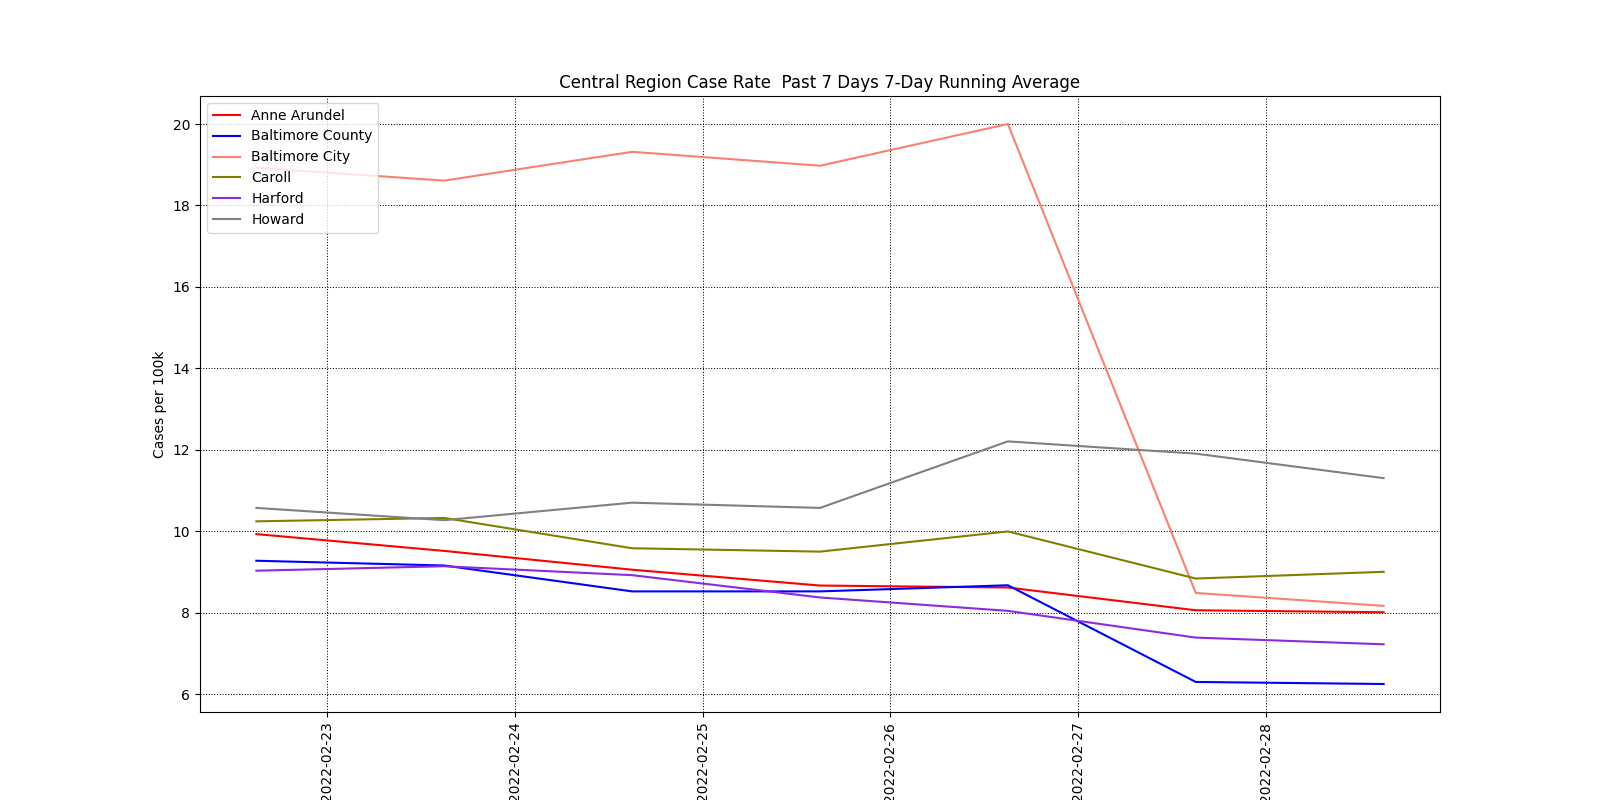 Central Region Case Rate  Past 7 Days 7-Day Running Average
Anne Arundel
Baltimore County
Baltimore City
Caroll
Harford
Howard
Cases per 100k
20
18
16
14
12
10
8
6
2022-02-23
2022-02-24
2022-02-25
2022-02-26
2022-02-27
2022-02-28